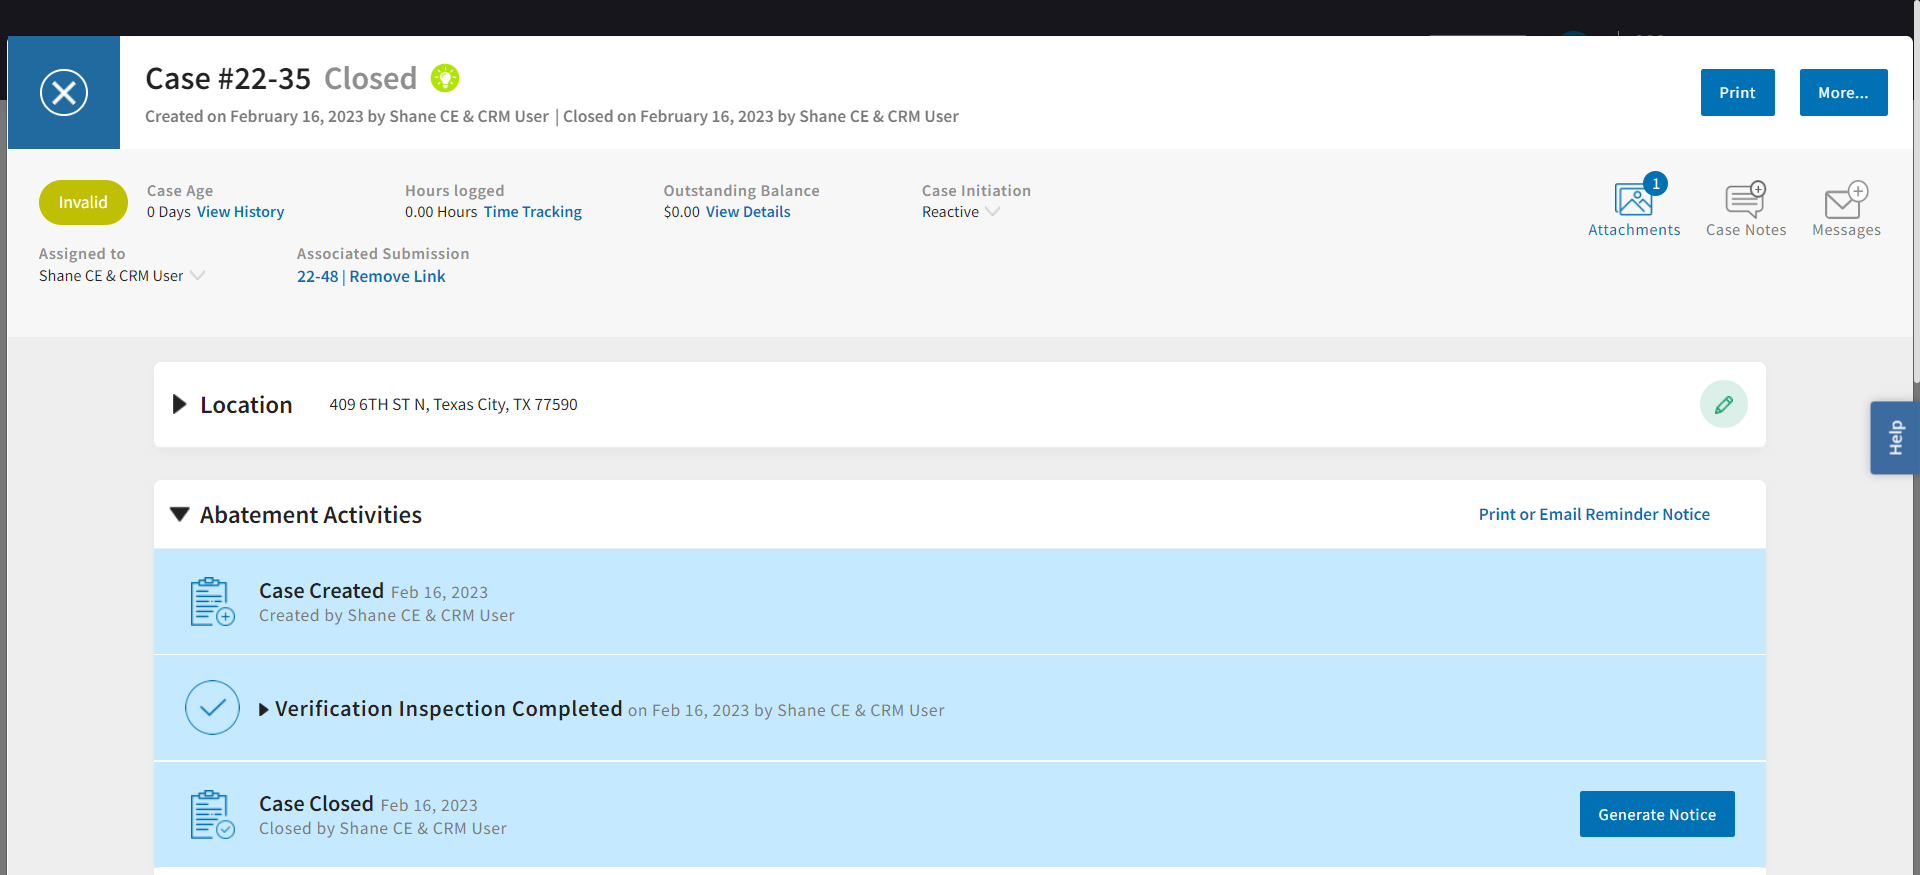 Case #22-35 Closed
Created on February 16, 2023 by Shane CE & CRM User | Closed on February 16, 2023 by Shane CE & CRM User
Print
More...
Invalid
Case Age
0 Days View History
Hours logged
0.00 Hours Time Tracking
Outstanding Balance
$0.00 View Details
Case Initiation
Reactive
1
Attachments
Case Notes
Messages
Assigned to
Shane CE & CRM User
Associated Submission
22-48 | Remove Link
Location
409 6TH ST N, Texas City, TX 77590
Help
Abatement Activities
Print or Email Reminder Notice
Case Created Feb 16, 2023
Created by Shane CE & CRM User
Verification Inspection Completed on Feb 16, 2023 by Shane CE & CRM User
Case Closed Feb 16, 2023
Closed by Shane CE & CRM User
Generate Notice